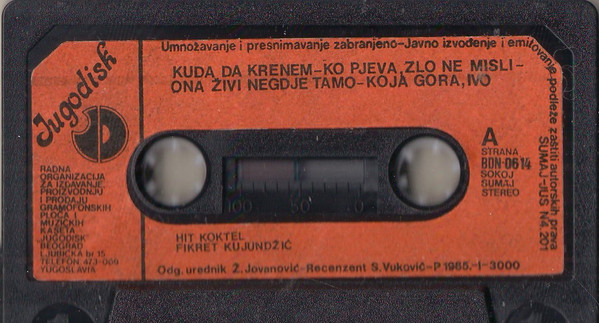 Umnožavanje i presnimavanje zabranjeno-Javno izvođenje i emitovanje podleže zaštiti autorskih prava
SUMAJ-JUS N4 201
Jugodisk
KUDA DA KRENEM-KO PJEVA, ZLO NE MISLI-
ONA ŽIVI NEGDJE TAMO-KOJA GORA, IVO
A
STRANA
BDN-0614
SOKOJ
SUMAJ
STEREO
RADNA
ORGANIZACIJA
ZA IZDAVANJE
PROIZVODNJU
I PRODAJU
GRAMOFONSKIH
PLOČA I
MUZIČKIH
KASETA
"JUGODISK"
BEOGRAD
LJUBIČKA br 15
TELEFON 473-006
YUGOSLAVIA
100 50 0
HIT KOKTEL
FIKRET KUJUNDŽIĆ
Odg. urednik Ž. Jovanović-Recenzent S. Vuković-P 1985.-I-3000